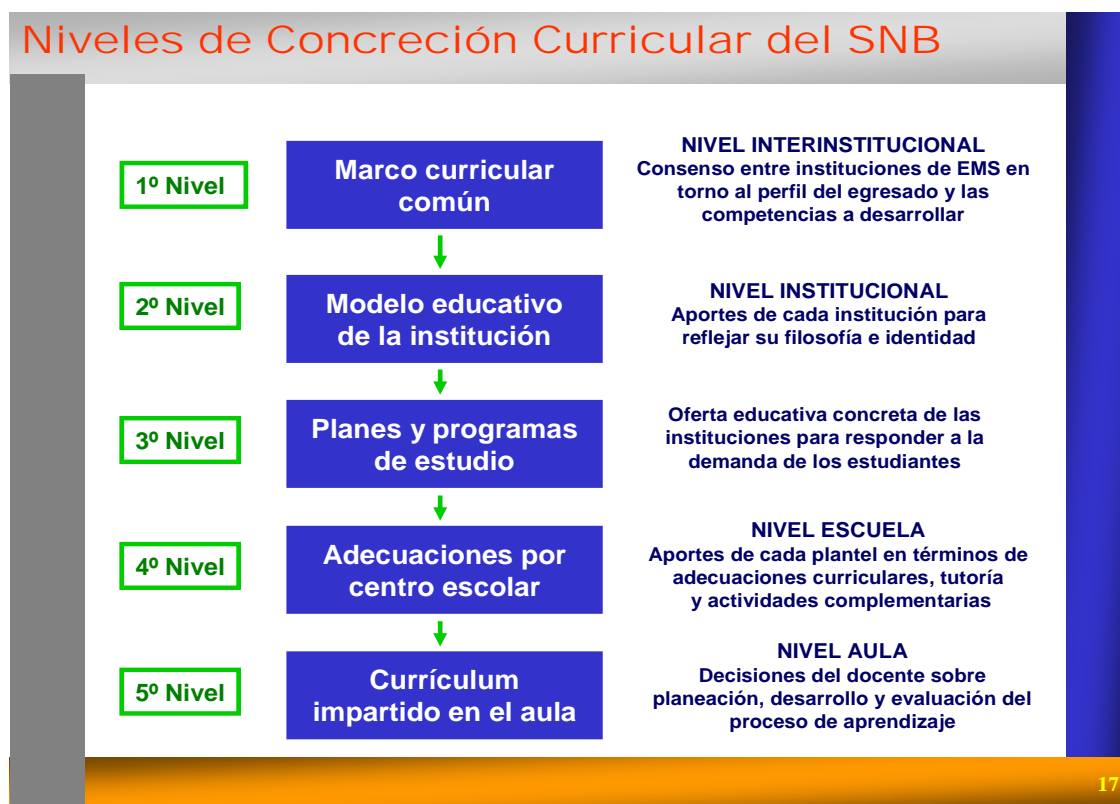 Niveles de Concreción Curricular del SNB
1º Nivel
Marco curricular
común
NIVEL INTERINSTITUCIONAL
Consenso entre instituciones de EMS en
torno al perfil del egresado y las
competencias a desarrollar
2º Nivel
Modelo educativo
de la institución
NIVEL INSTITUCIONAL
Aportes de cada institución para
reflejar su filosofía e identidad
3º Nivel
Planes y programas
de estudio
Oferta educativa concreta de las
instituciones para responder a la
demanda de los estudiantes
4º Nivel
Adecuaciones por
centro escolar
NIVEL ESCUELA
Aportes de cada plantel en términos de
adecuaciones curriculares, tutoría
y actividades complementarias
5º Nivel
Currículum
impartido en el aula
NIVEL AULA
Decisiones del docente sobre
planeación, desarrollo y evaluación del
proceso de aprendizaje
17